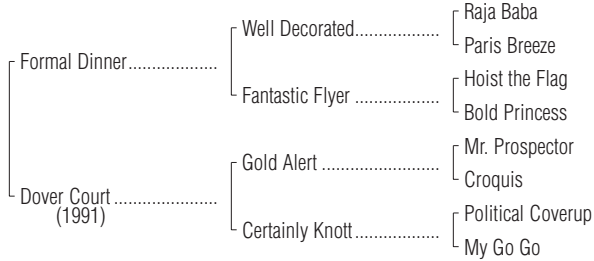 Raja Baba
Well Decorated...................
Paris Breeze
Formal Dinner....................
Hoist the Flag
Fantastic Flyer ...................
Bold Princess
Mr. Prospector
Gold Alert ..........................
Croquis
Dover Court .......................
(1991)
Political Coverup
Certainly Knott...................
My Go Go